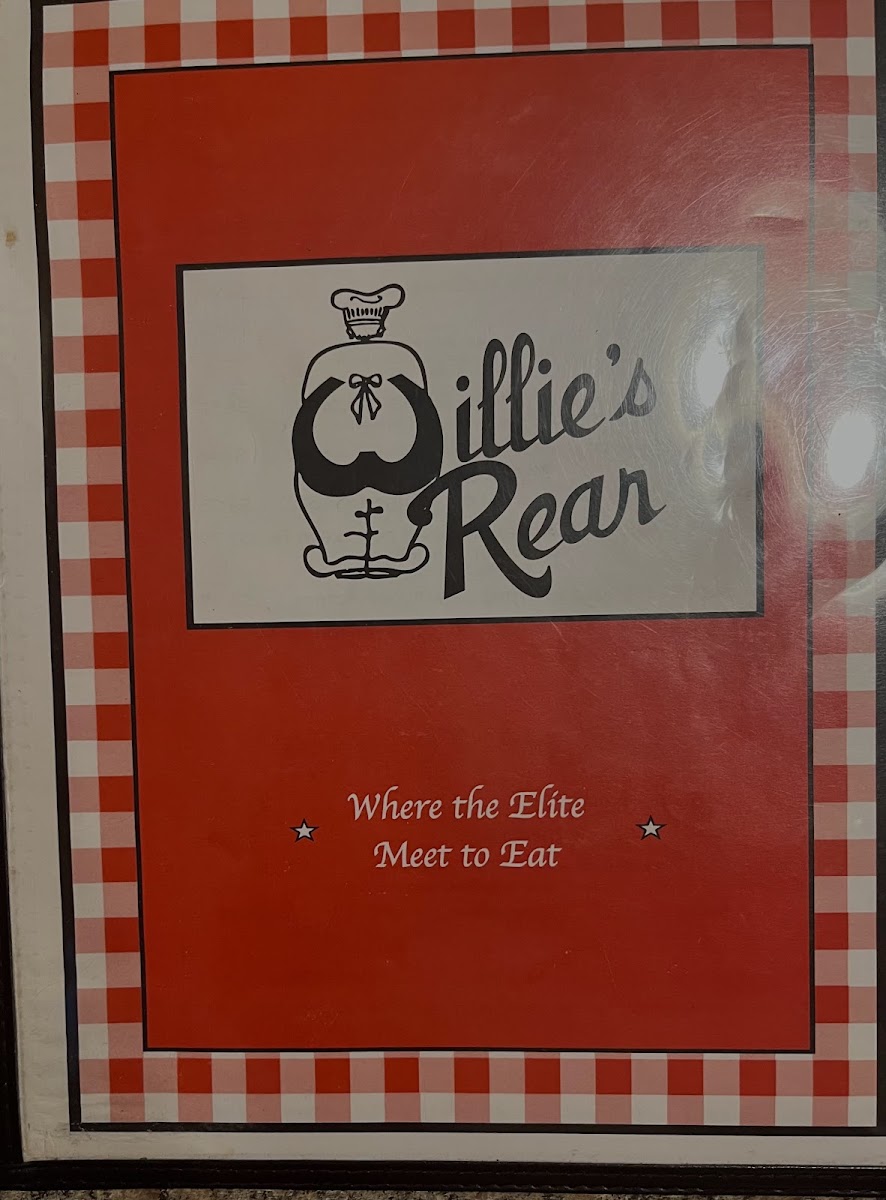 Willie's
Rear
Where the Elite
Meet to Eat